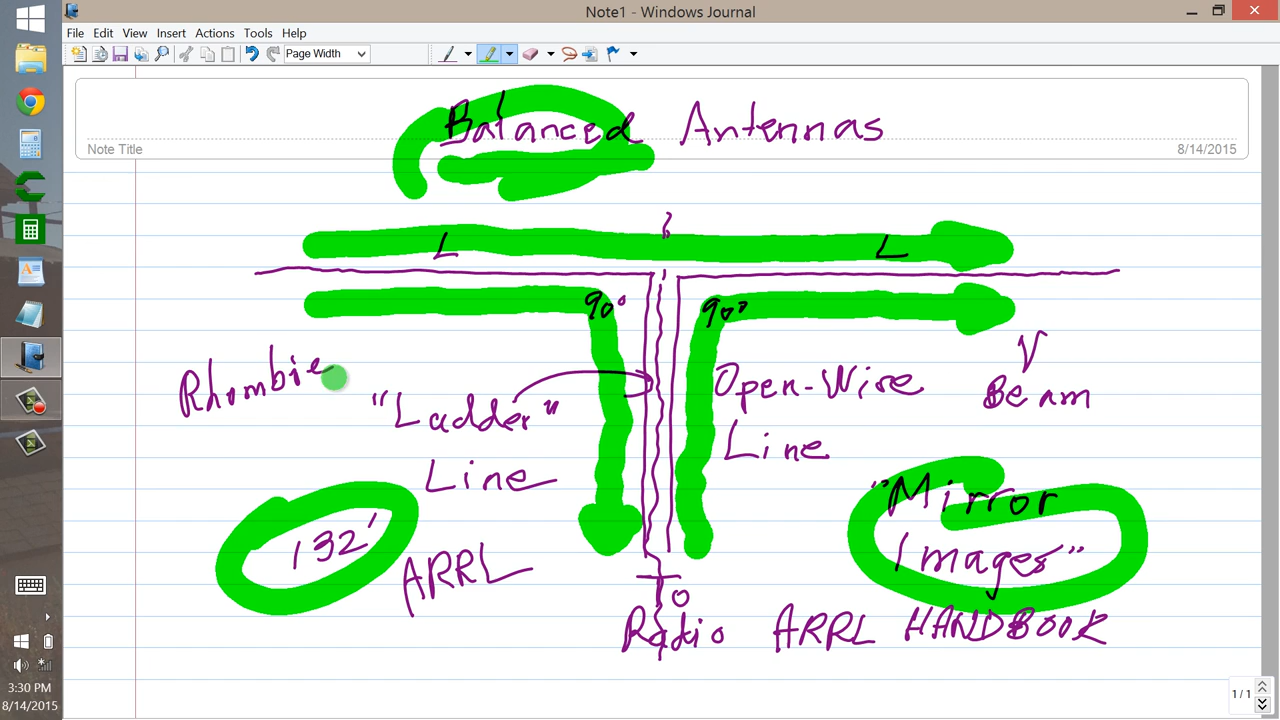 Note1 - Windows Journal
File Edit View Insert Actions Tools Help
Page Width
Balanced Antennas
Note Title
8/14/2015
L L
90° 90°
Rhombic
"Ladder"
Line
Open-Wire
Line
V
Beam
132'
ARRL
"Mirror
Images"
Radio ARRL HANDBOOK
1 / 1
3:30 PM
8/14/2015